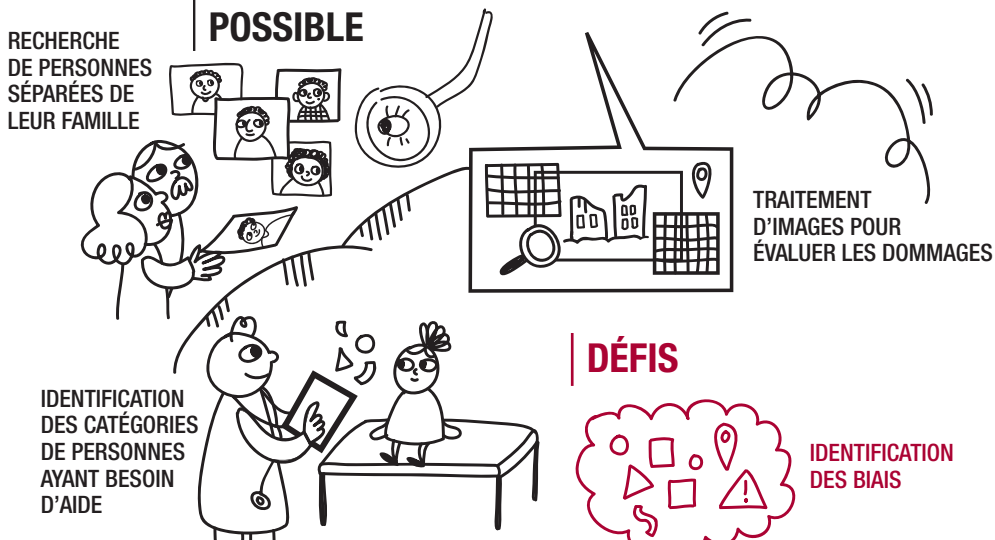 POSSIBLE
RECHERCHE
DE PERSONNES
SÉPARÉES DE
LEUR FAMILLE
TRAITEMENT
D'IMAGES POUR
ÉVALUER LES DOMMAGES
IDENTIFICATION
DES CATÉGORIES
DE PERSONNES
AYANT BESOIN
D'AIDE
DÉFIS
IDENTIFICATION
DES BIAIS